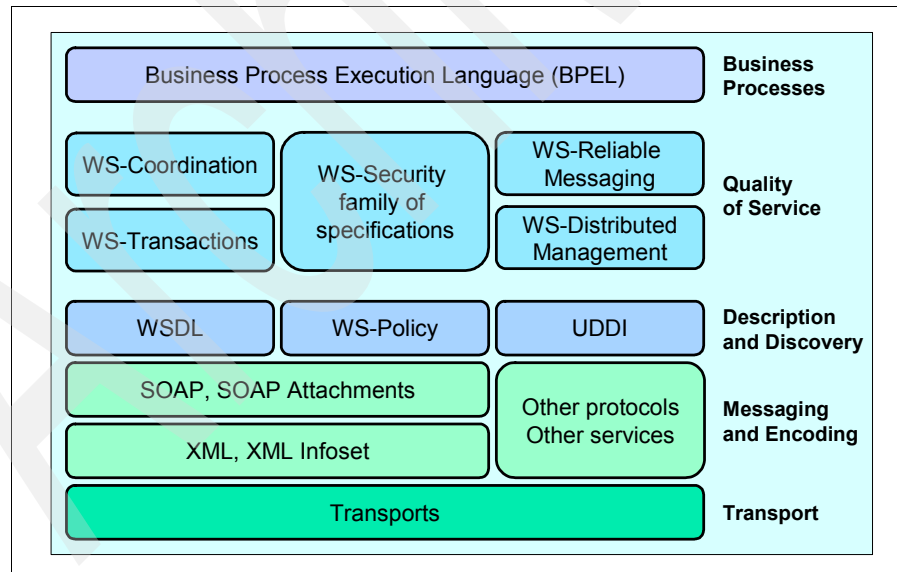 Business Process Execution Language (BPEL)
Business
Processes
WS-Coordination
WS-Transactions
WS-Security
family of
specifications
WS-Reliable
Messaging
WS-Distributed
Management
Quality
of Service
WSDL
WS-Policy
UDDI
Description
and Discovery
SOAP, SOAP Attachments
XML, XML Infoset
Other protocols
Other services
Messaging
and Encoding
Transports
Transport